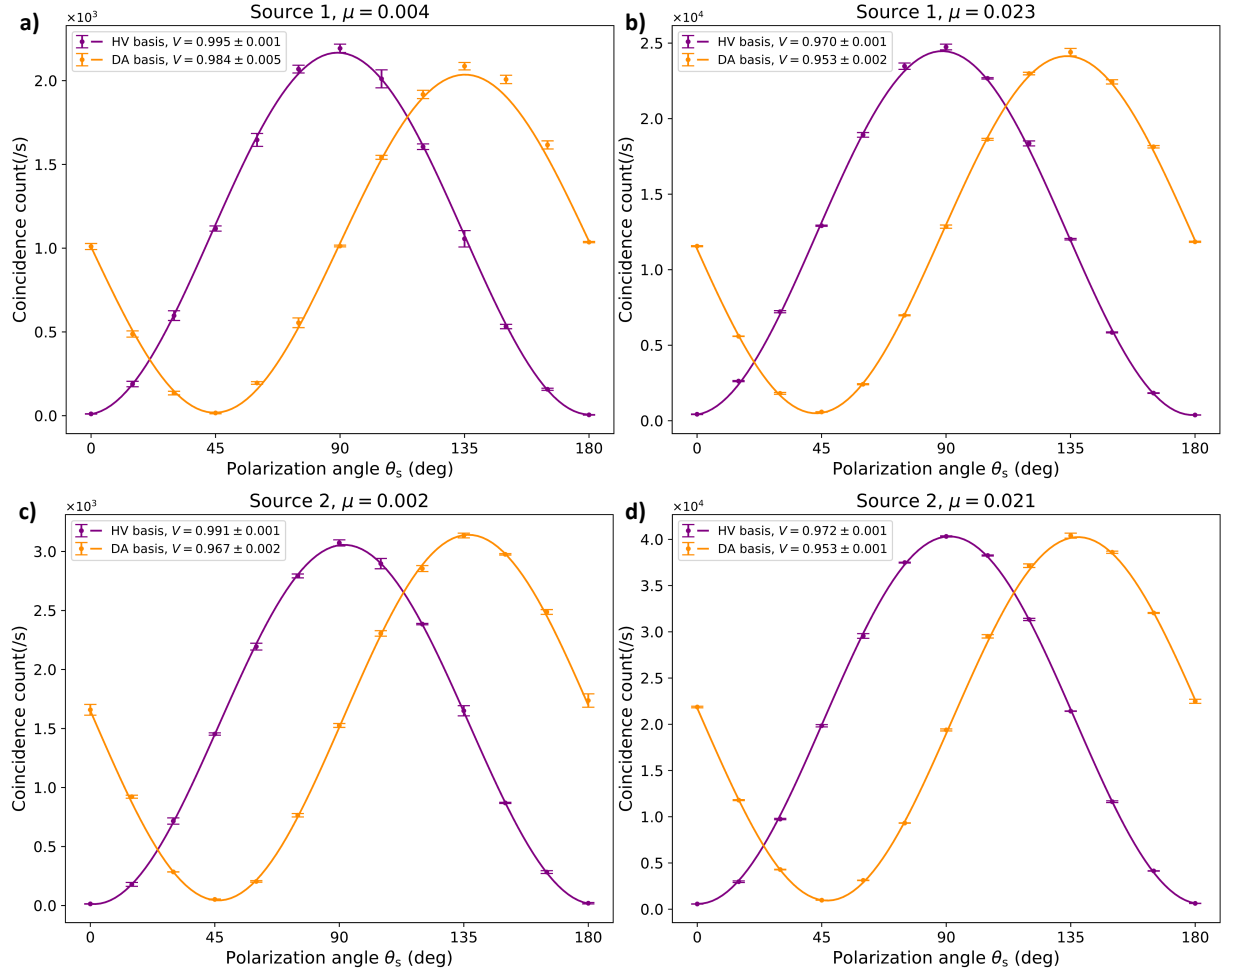 a)
×10³
Source 1, μ = 0.004
HV basis, V = 0.995 ± 0.001
DA basis, V = 0.984 ± 0.005
Coincidence count(/s)
2.0
1.5
1.0
0.5
0.0
0 45 90 135 180
Polarization angle θs (deg)
b)
×10⁴
Source 1, μ = 0.023
HV basis, V = 0.970 ± 0.001
DA basis, V = 0.953 ± 0.002
Coincidence count(/s)
2.5
2.0
1.5
1.0
0.5
0.0
0 45 90 135 180
Polarization angle θs (deg)
c)
×10³
Source 2, μ = 0.002
HV basis, V = 0.991 ± 0.001
DA basis, V = 0.967 ± 0.002
Coincidence count(/s)
3.0
2.5
2.0
1.5
1.0
0.5
0.0
0 45 90 135 180
Polarization angle θs (deg)
d)
×10⁴
Source 2, μ = 0.021
HV basis, V = 0.972 ± 0.001
DA basis, V = 0.953 ± 0.001
Coincidence count(/s)
4.0
3.5
3.0
2.5
2.0
1.5
1.0
0.5
0.0
0 45 90 135 180
Polarization angle θs (deg)